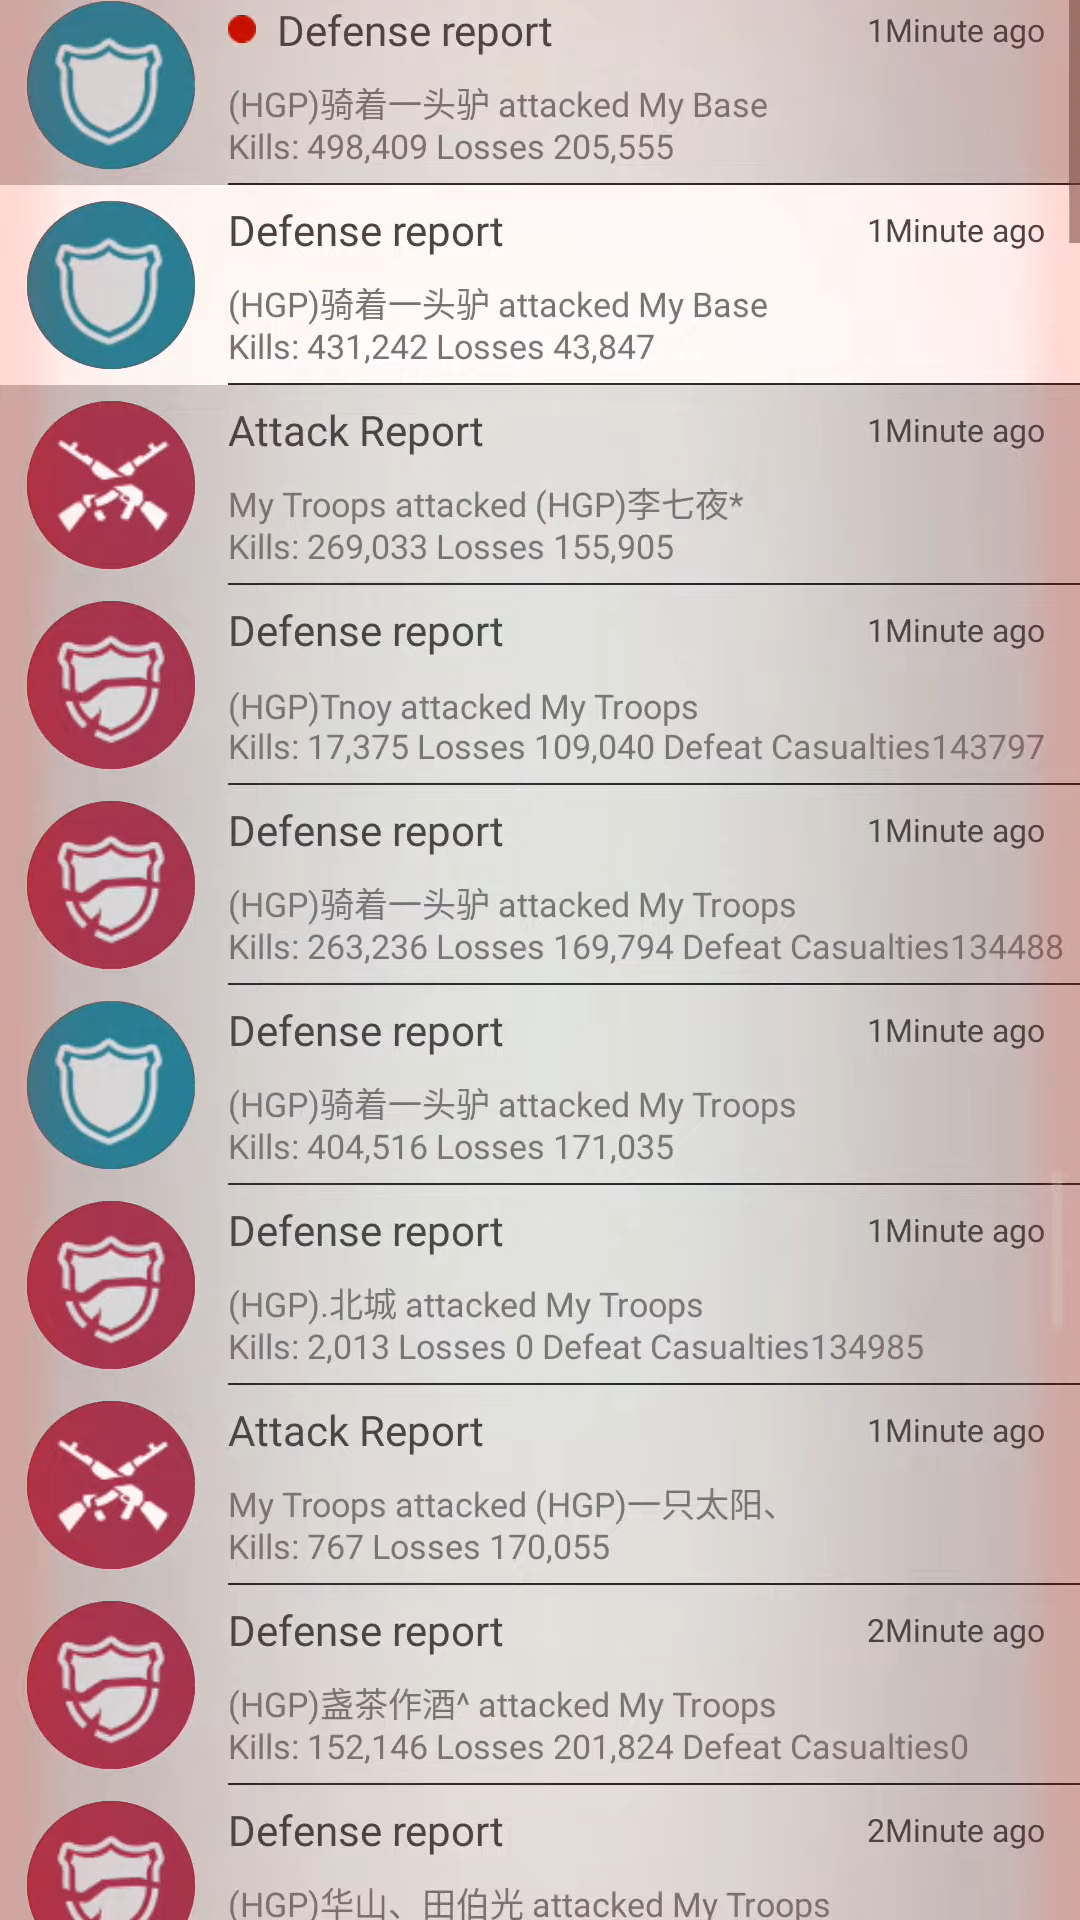 Defense report 1Minute ago
(HGP)骑着一头驴 attacked My Base
Kills: 498,409 Losses 205,555
Defense report 1Minute ago
(HGP)骑着一头驴 attacked My Base
Kills: 431,242 Losses 43,847
Attack Report 1Minute ago
My Troops attacked (HGP)李七夜*
Kills: 269,033 Losses 155,905
Defense report 1Minute ago
(HGP)Tnoy attacked My Troops
Kills: 17,375 Losses 109,040 Defeat Casualties143797
Defense report 1Minute ago
(HGP)骑着一头驴 attacked My Troops
Kills: 263,236 Losses 169,794 Defeat Casualties134488
Defense report 1Minute ago
(HGP)骑着一头驴 attacked My Troops
Kills: 404,516 Losses 171,035
Defense report 1Minute ago
(HGP).北城 attacked My Troops
Kills: 2,013 Losses 0 Defeat Casualties134985
Attack Report 1Minute ago
My Troops attacked (HGP)一只太阳、
Kills: 767 Losses 170,055
Defense report 2Minute ago
(HGP)盏茶作酒^ attacked My Troops
Kills: 152,146 Losses 201,824 Defeat Casualties0
Defense report 2Minute ago
(HGP)华山、田伯光 attacked My Troops